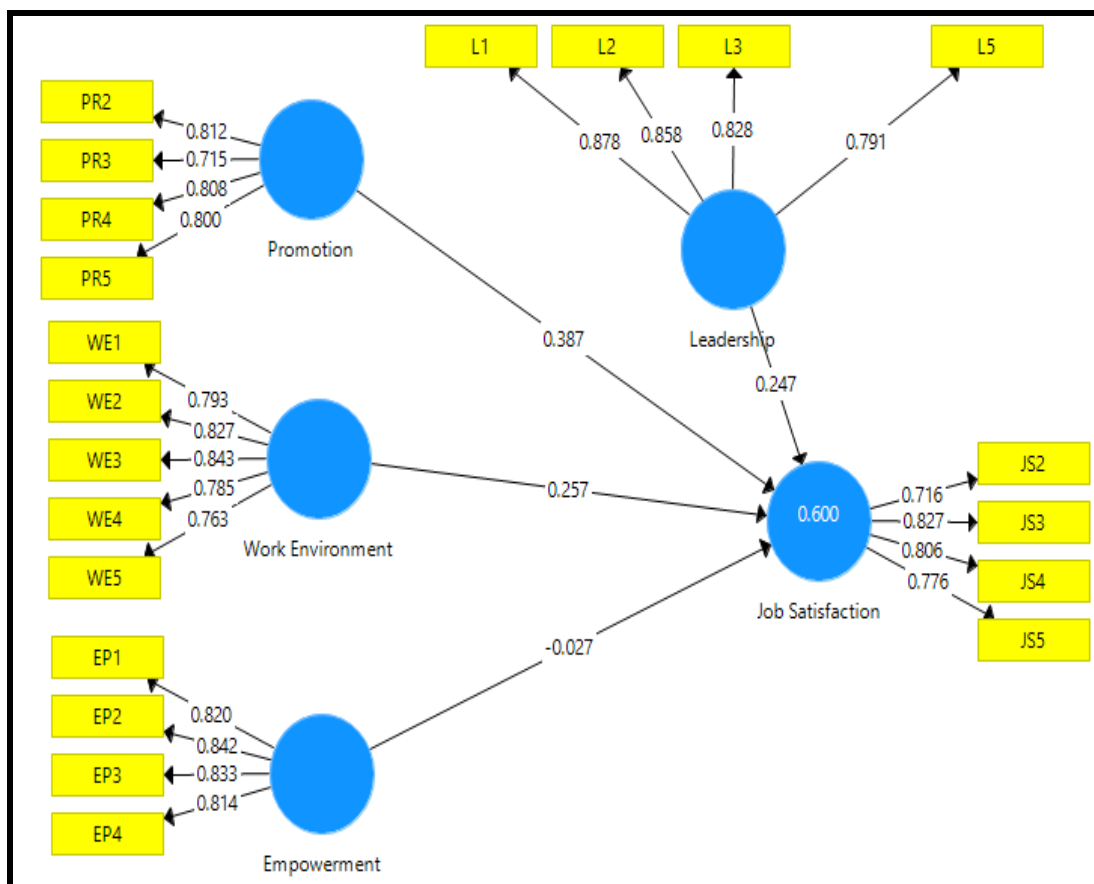 L1
L2
L3
L5
0.878
0.858
0.828
0.791
Leadership
0.247
PR2
PR3
PR4
PR5
0.812
0.715
0.808
0.800
Promotion
0.387
WE1
WE2
WE3
WE4
WE5
0.793
0.827
0.843
0.785
0.763
Work Environment
0.257
EP1
EP2
EP3
EP4
0.820
0.842
0.833
0.814
Empowerment
-0.027
0.600
Job Satisfaction
0.716
0.827
0.806
0.776
JS2
JS3
JS4
JS5